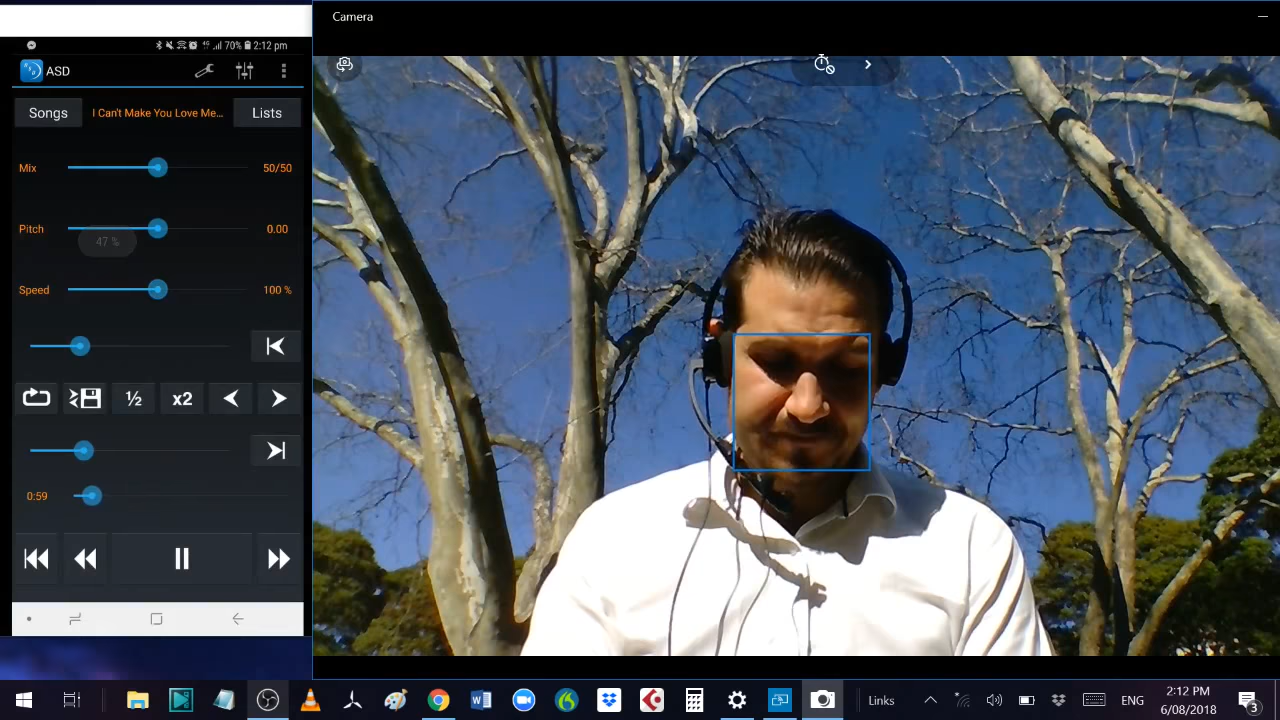 Camera
4G 70% 2:12 pm
ASD
Songs
I Can't Make You Love Me...
Lists
Mix
50/50
Pitch
0.00
47 %
Speed
100 %
½
x2
0:59
Links
ENG
2:12 PM
6/08/2018
3